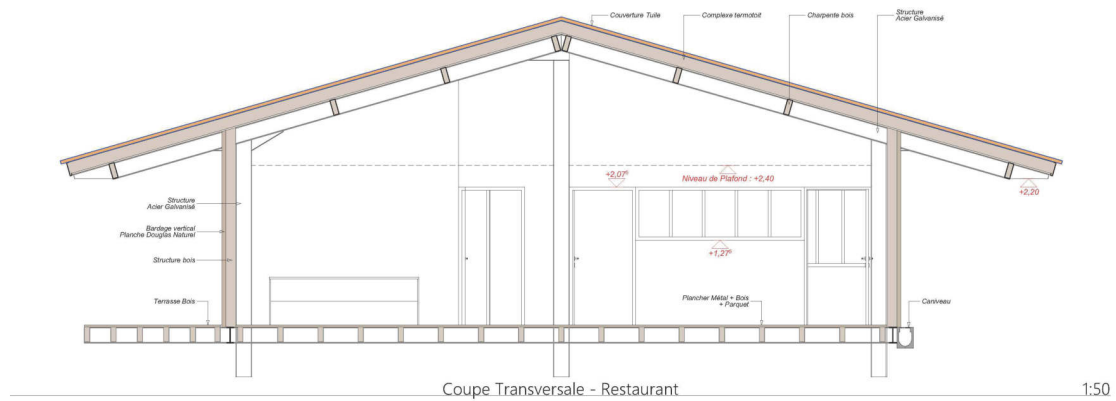 Couverture Tuile
Complexe termotoit
Charpente bois
Structure
Acier Galvanisé
+2,07⁵
Niveau de Plafond : +2,40
+2,20
Structure
Acier Galvanisé
Bardage vertical
Planche Douglas Naturel
+1,27⁵
Structure bois
Terrasse Bois
Plancher Métal + Bois
+ Parquet
Caniveau
Coupe Transversale - Restaurant
1:50